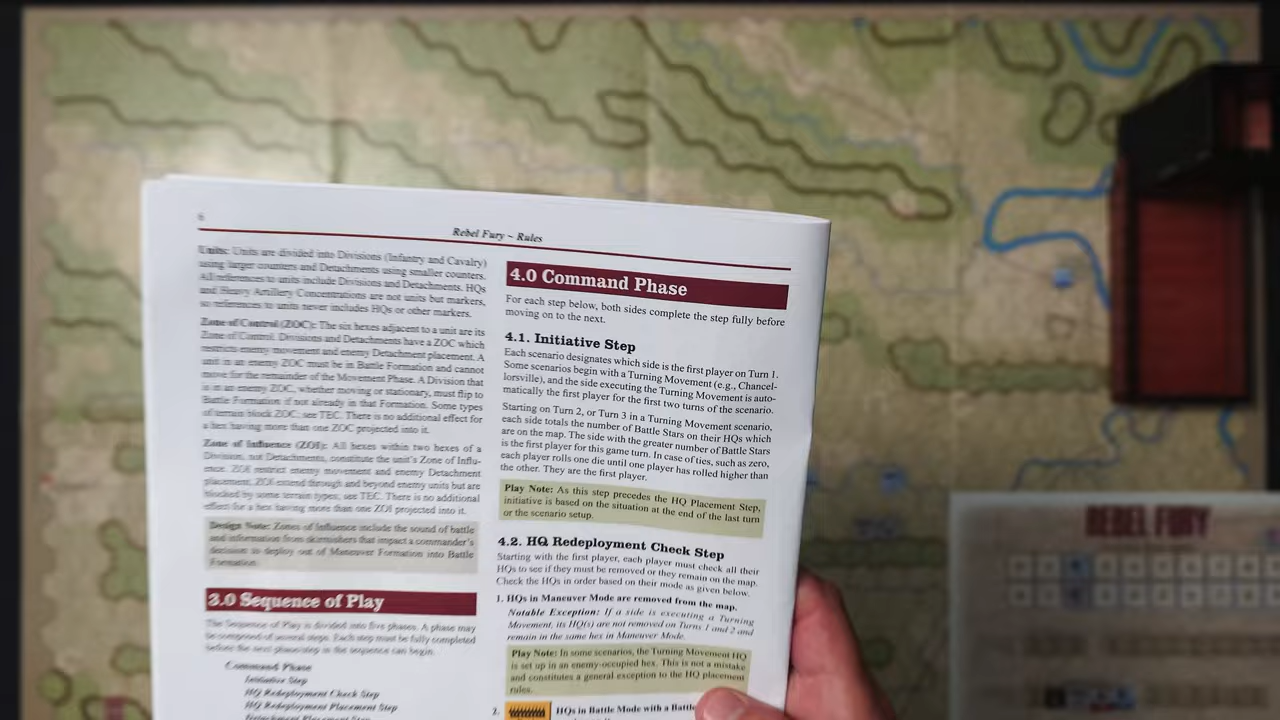 6
Rebel Fury ~ Rules
Units: Units are divided into Divisions (Infantry and Cavalry)
using larger counters and Detachments using smaller counters.
All references to units include Divisions and Detachments. HQs
and Heavy Artillery Concentrations are not units but markers,
so references to units never includes HQs or other markers.
Zone of Control (ZOC): The six hexes adjacent to a unit are its
Zone of Control. Divisions and Detachments have a ZOC which
restricts enemy movement and enemy Detachment placement. A
unit in an enemy ZOC must be in Battle Formation and cannot
move for the remainder of the Movement Phase. A Division that
is in an enemy ZOC, whether moving or stationary, must flip to
Battle Formation if not already in that Formation. Some types
of terrain block ZOC; see TEC. There is no additional effect for
a hex having more than one ZOC projected into it.
Zone of Influence (ZOI): All hexes within two hexes of a
Division, not Detachments, constitute the unit's Zone of Influ-
ence. ZOI restrict enemy movement and enemy Detachment
placement. ZOI extend through and beyond enemy units but are
blocked by some terrain types; see TEC. There is no additional
effect for a hex having more than one ZOI projected into it.
Design Note: Zones of Influence include the sound of battle
and information from skirmishers that impact a commander's
decision to deploy out of Maneuver Formation into Battle
Formation.
3.0 Sequence of Play
The Sequence of Play is divided into five phases. A phase may
be composed of several steps. Each step must be fully completed
before the next phase/step in the sequence can begin.
Command Phase
Initiative Step
HQ Redeployment Check Step
HQ Redeployment Placement Step
Detachment Placement Step
4.0 Command Phase
For each step below, both sides complete the step fully before
moving on to the next.
4.1. Initiative Step
Each scenario designates which side is the first player on Turn 1.
Some scenarios begin with a Turning Movement (e.g., Chancel-
lorsville), and the side executing the Turning Movement is auto-
matically the first player for the first two turns of the scenario.
Starting on Turn 2, or Turn 3 in a Turning Movement scenario,
each side totals the number of Battle Stars on their HQs which
are on the map. The side with the greater number of Battle Stars
is the first player for this game turn. In case of ties, such as zero,
each player rolls one die until one player has rolled higher than
the other. They are the first player.
Play Note: As this step precedes the HQ Placement Step,
initiative is based on the situation at the end of the last turn
or the scenario setup.
4.2. HQ Redeployment Check Step
Starting with the first player, each player must check all their
HQs to see if they must be removed or they remain on the map.
Check the HQs in order based on their mode as given below.
1. HQs in Maneuver Mode are removed from the map.
Notable Exception: If a side is executing a Turning
Movement, its HQ(s) are not removed on Turns 1 and 2 and
remain in the same hex in Maneuver Mode.
Play Note: In some scenarios, the Turning Movement HQ
is set up in an enemy-occupied hex. This is not a mistake
and constitutes a general exception to the HQ placement
rules.
2. HQs in Battle Mode with a Battle
REBEL FURY